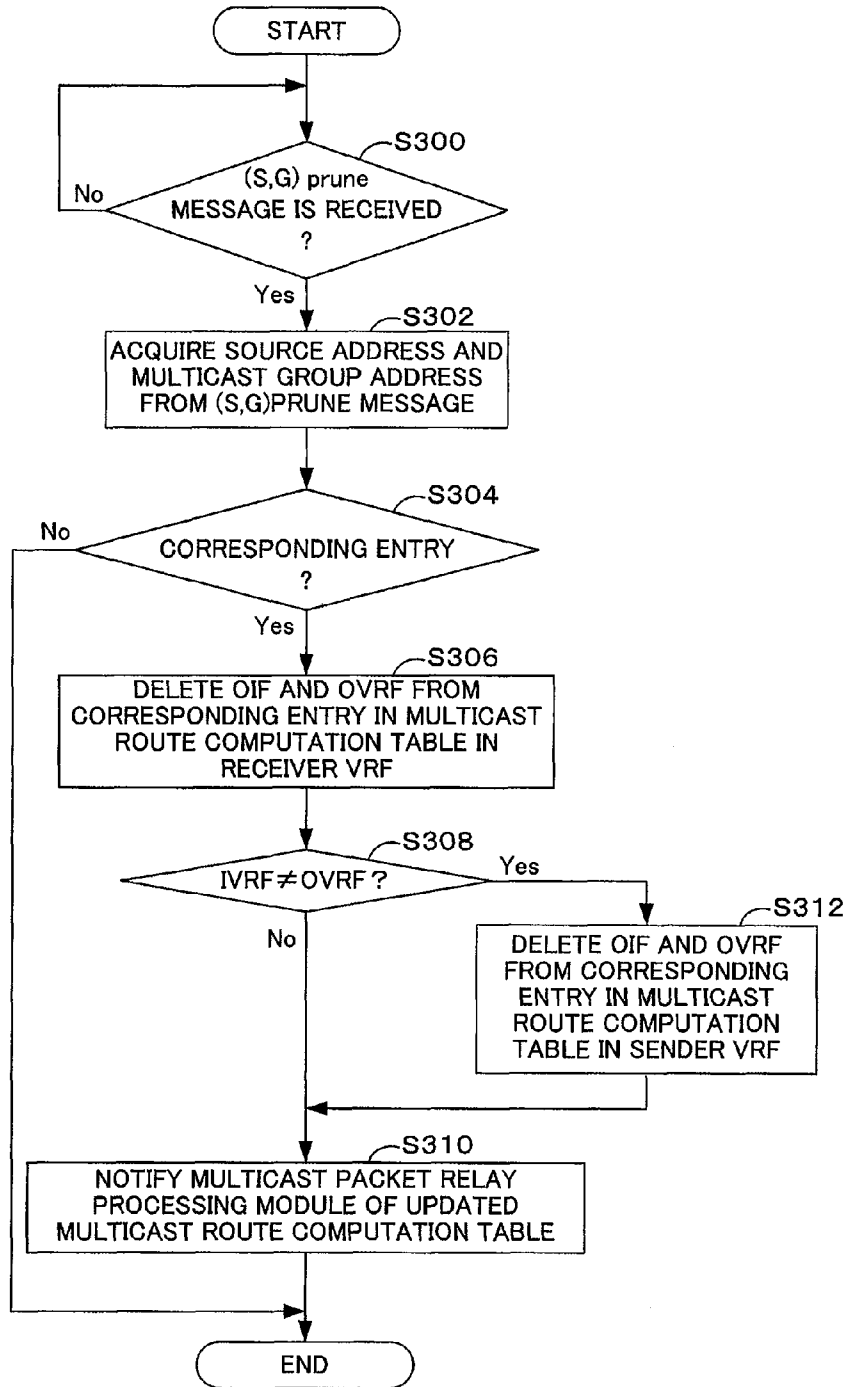 START
S300
(S,G) prune
MESSAGE IS RECEIVED
?
No
Yes
S302
ACQUIRE SOURCE ADDRESS AND
MULTICAST GROUP ADDRESS
FROM (S,G)PRUNE MESSAGE
S304
No
CORRESPONDING ENTRY
?
Yes
S306
DELETE OIF AND OVRF FROM
CORRESPONDING ENTRY IN MULTICAST
ROUTE COMPUTATION TABLE IN
RECEIVER VRF
S308
IVRF≠OVRF?
Yes
No
S312
DELETE OIF AND OVRF
FROM CORRESPONDING
ENTRY IN MULTICAST
ROUTE COMPUTATION
TABLE IN SENDER VRF
S310
NOTIFY MULTICAST PACKET RELAY
PROCESSING MODULE OF UPDATED
MULTICAST ROUTE COMPUTATION TABLE
END